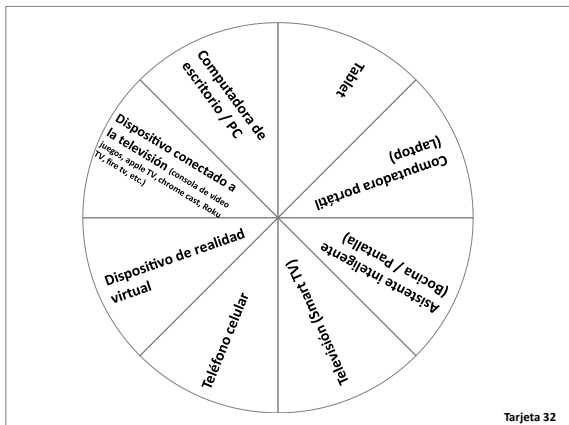 Tablet
Computadora portátil
(Laptop)
Asistente inteligente
(Bocina / Pantalla)
Televisión (Smart TV)
Teléfono celular
Dispositivo de realidad
virtual
Dispositivo conectado a
la televisión (consola de video
juegos, apple TV, chrome cast, Roku
TV, fire tv, etc.)
Computadora de
escritorio / PC
Tarjeta 32